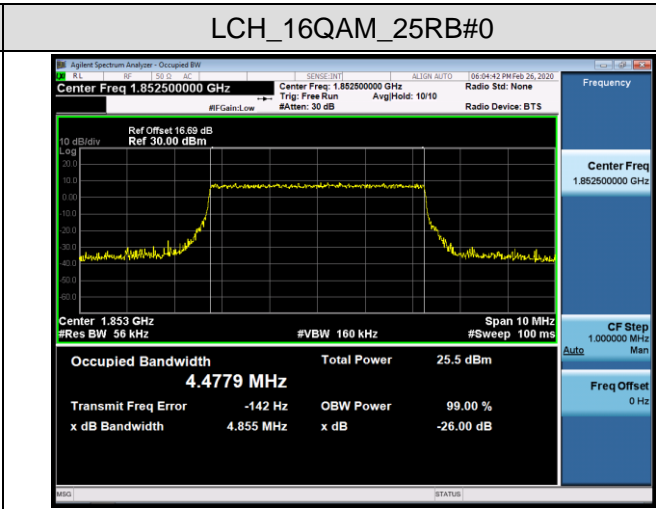 LCH_16QAM_25RB#0
Agilent Spectrum Analyzer - Occupied BW
RL RF 50 Ω AC SENSE:INT ALIGN AUTO 06:04:42 PM Feb 26, 2020
Center Freq 1.852500000 GHz Center Freq: 1.852500000 GHz Radio Std: None Frequency
Trig: Free Run Avg|Hold: 10/10
#IFGain:Low #Atten: 30 dB Radio Device: BTS
Ref Offset 16.69 dB
10 dB/div Ref 30.00 dBm
Log
20.0
10.0
0.00
-10.0
-20.0
-30.0
-40.0
-50.0
-60.0
Center Freq
1.852500000 GHz
Center 1.853 GHz Span 10 MHz
#Res BW 56 kHz #VBW 160 kHz #Sweep 100 ms
CF Step
1.000000 MHz
Auto Man
Occupied Bandwidth Total Power 25.5 dBm
4.4779 MHz
Freq Offset
0 Hz
Transmit Freq Error -142 Hz OBW Power 99.00 %
x dB Bandwidth 4.855 MHz x dB -26.00 dB
MSG STATUS